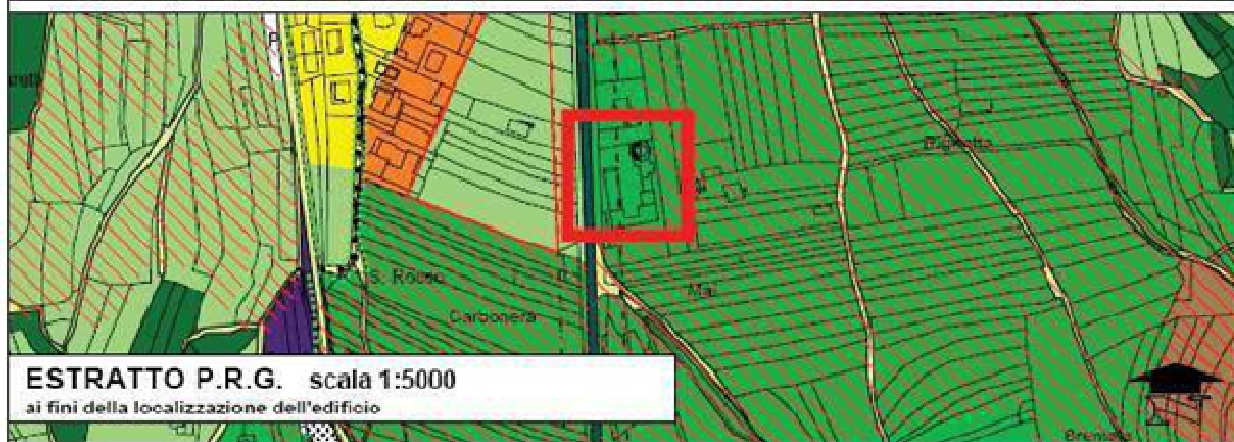 S. Rocco
Carbonera
Mai
ESTRATTO P.R.G. scala 1:5000
ai fini della localizzazione dell'edificio